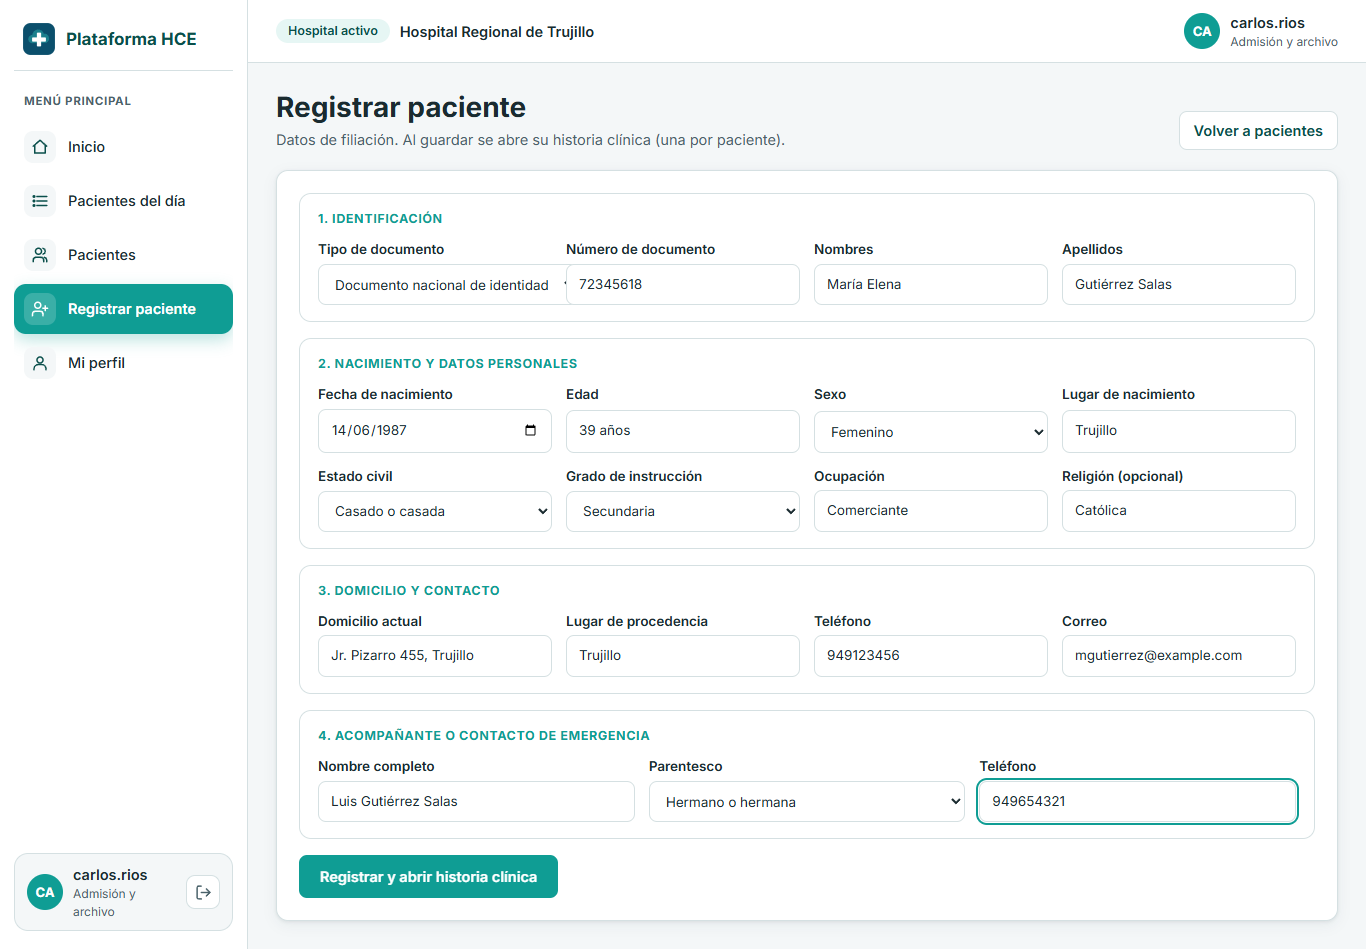 Plataforma HCE
Hospital activo
Hospital Regional de Trujillo
CA
carlos.rios
Admisión y archivo
MENÚ PRINCIPAL
Inicio
Pacientes del día
Pacientes
Registrar paciente
Mi perfil
CA
carlos.rios
Admisión y
archivo
Registrar paciente
Datos de filiación. Al guardar se abre su historia clínica (una por paciente).
Volver a pacientes
1. IDENTIFICACIÓN
Tipo de documento
Documento nacional de identidad
Número de documento
72345618
Nombres
María Elena
Apellidos
Gutiérrez Salas
2. NACIMIENTO Y DATOS PERSONALES
Fecha de nacimiento
14/06/1987
Edad
39 años
Sexo
Femenino
Lugar de nacimiento
Trujillo
Estado civil
Casado o casada
Grado de instrucción
Secundaria
Ocupación
Comerciante
Religión (opcional)
Católica
3. DOMICILIO Y CONTACTO
Domicilio actual
Jr. Pizarro 455, Trujillo
Lugar de procedencia
Trujillo
Teléfono
949123456
Correo
mgutierrez@example.com
4. ACOMPAÑANTE O CONTACTO DE EMERGENCIA
Nombre completo
Luis Gutiérrez Salas
Parentesco
Hermano o hermana
Teléfono
949654321
Registrar y abrir historia clínica